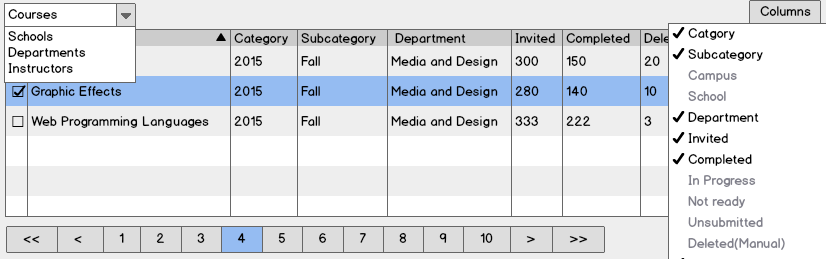 Courses
Columns
Schools
Departments
Instructors
Category Subcategory Department Invited Completed Dele
2015 Fall Media and Design 300 150 20
Graphic Effects 2015 Fall Media and Design 280 140 10
Web Programming Languages 2015 Fall Media and Design 333 222 3
Catgory
Subcategory
Campus
School
Department
Invited
Completed
In Progress
Not ready
Unsubmitted
Deleted(Manual)
<< < 1 2 3 4 5 6 7 8 9 10 > >>